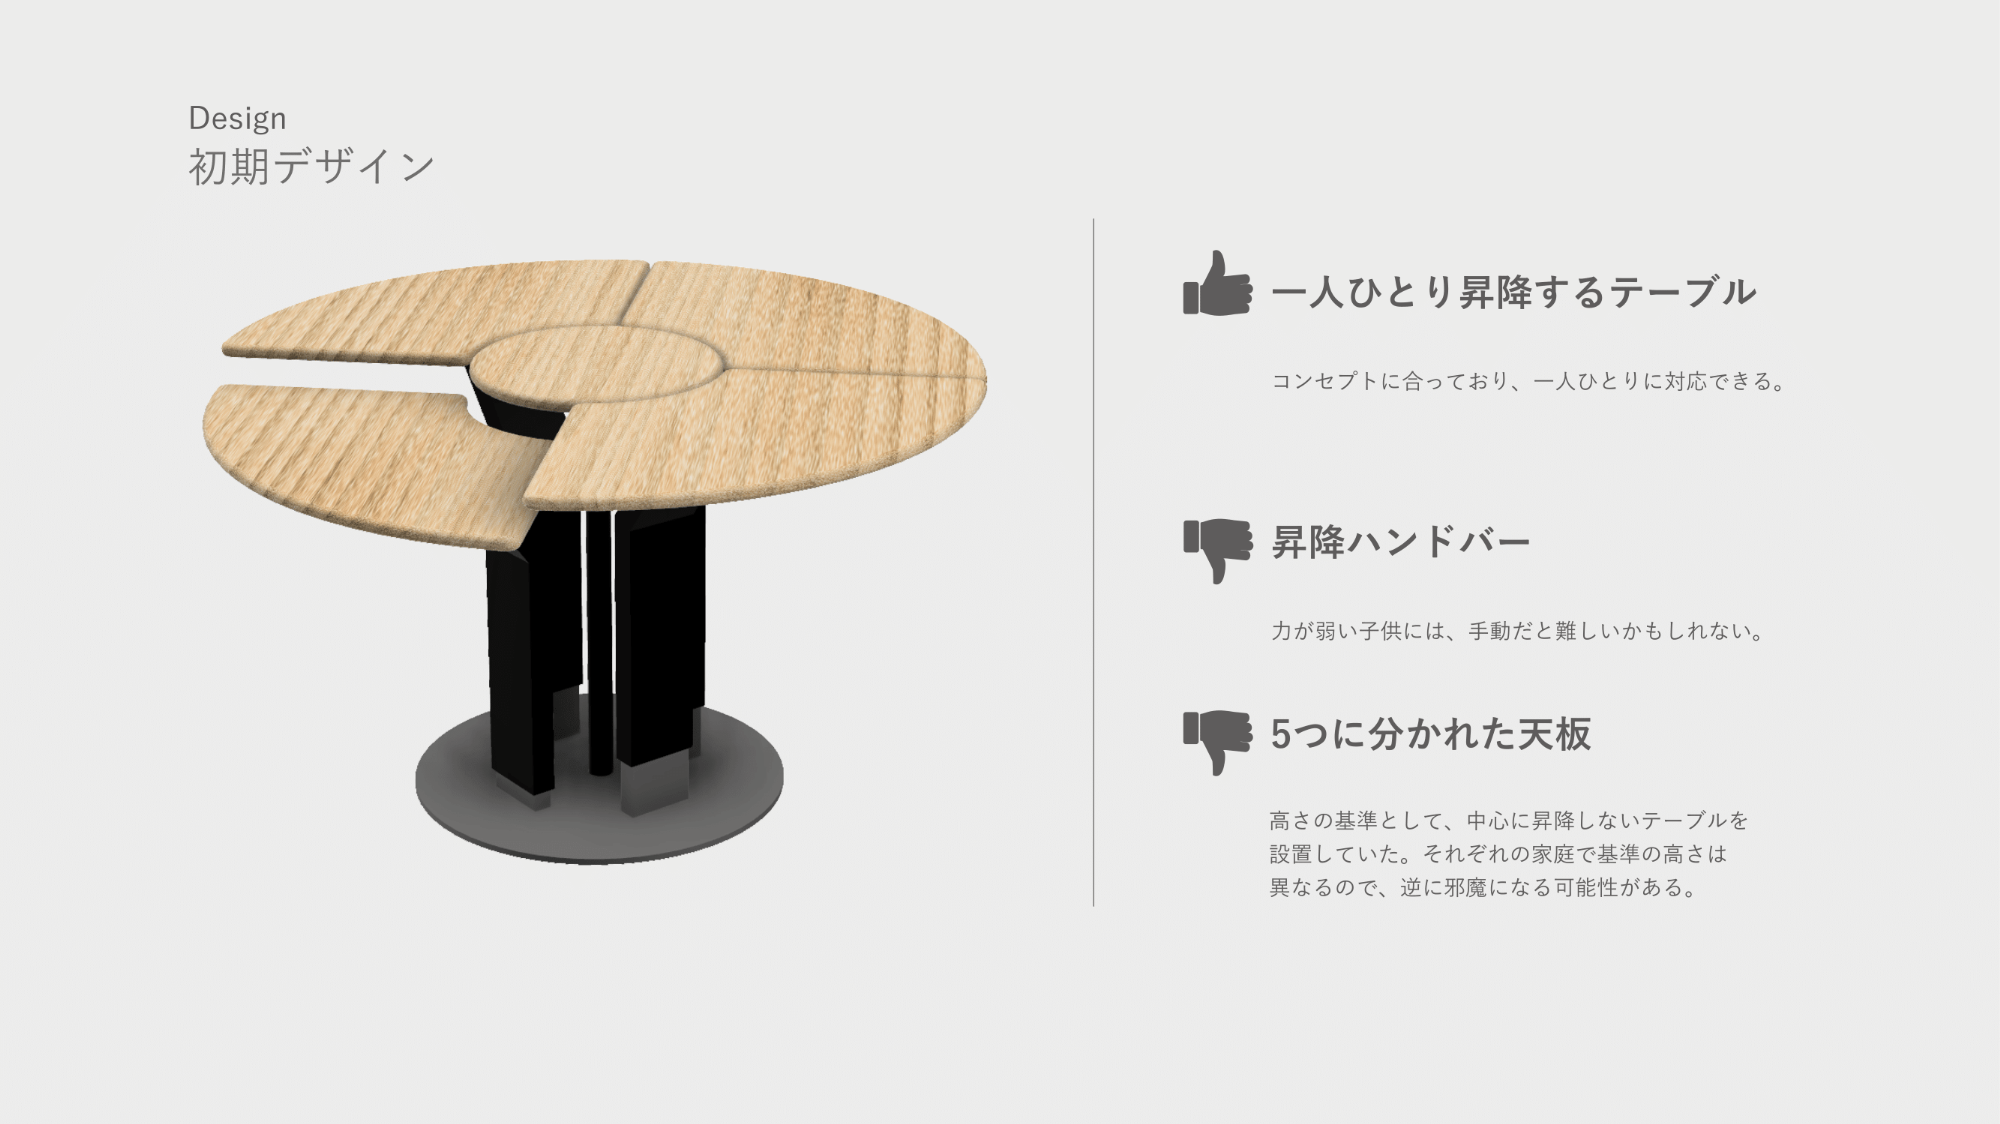 Design
初期デザイン
一人ひとり昇降するテーブル
コンセプトに合っており、一人ひとりに対応できる。
昇降ハンドバー
力が弱い子供には、手動だと難しいかもしれない。
5つに分かれた天板
高さの基準として、中心に昇降しないテーブルを
設置していた。それぞれの家庭で基準の高さは
異なるので、逆に邪魔になる可能性がある。